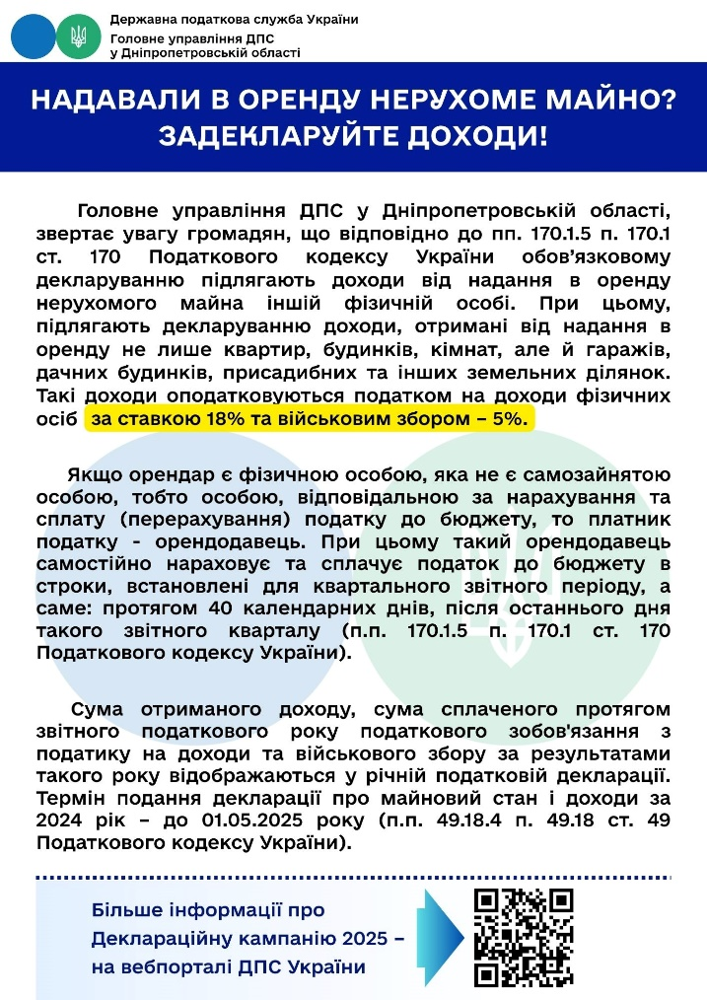 Державна податкова служба України
Головне управління ДПС
у Дніпропетровській області
НАДАВАЛИ В ОРЕНДУ НЕРУХОМЕ МАЙНО?
ЗАДЕКЛАРУЙТЕ ДОХОДИ!
Головне управління ДПС у Дніпропетровській області,
звертає увагу громадян, що відповідно до пп. 170.1.5 п. 170.1
ст. 170 Податкового кодексу України обов’язковому
декларуванню підлягають доходи від надання в оренду
нерухомого майна іншій фізичній особі. При цьому,
підлягають декларуванню доходи, отримані від надання в
оренду не лише квартир, будинків, кімнат, але й гаражів,
дачних будинків, присадибних та інших земельних ділянок.
Такі доходи оподатковуються податком на доходи фізичних
осіб за ставкою 18% та військовим збором – 5%.
Якщо орендар є фізичною особою, яка не є самозайнятою
особою, тобто особою, відповідальною за нарахування та
сплату (перерахування) податку до бюджету, то платник
податку - орендодавець. При цьому такий орендодавець
самостійно нараховує та сплачує податок до бюджету в
строки, встановлені для квартального звітного періоду, а
саме: протягом 40 календарних днів, після останнього дня
такого звітного кварталу (п.п. 170.1.5 п. 170.1 ст. 170
Податкового кодексу України).
Сума отриманого доходу, сума сплаченого протягом
звітного податкового року податкового зобов'язання з
податику на доходи та військового збору за результатами
такого року відображаються у річній податковій декларації.
Термін подання декларації про майновий стан і доходи за
2024 рік – до 01.05.2025 року (п.п. 49.18.4 п. 49.18 ст. 49
Податкового кодексу України).
Більше інформації про
Деклараційну кампанію 2025 –
на вебпорталі ДПС України